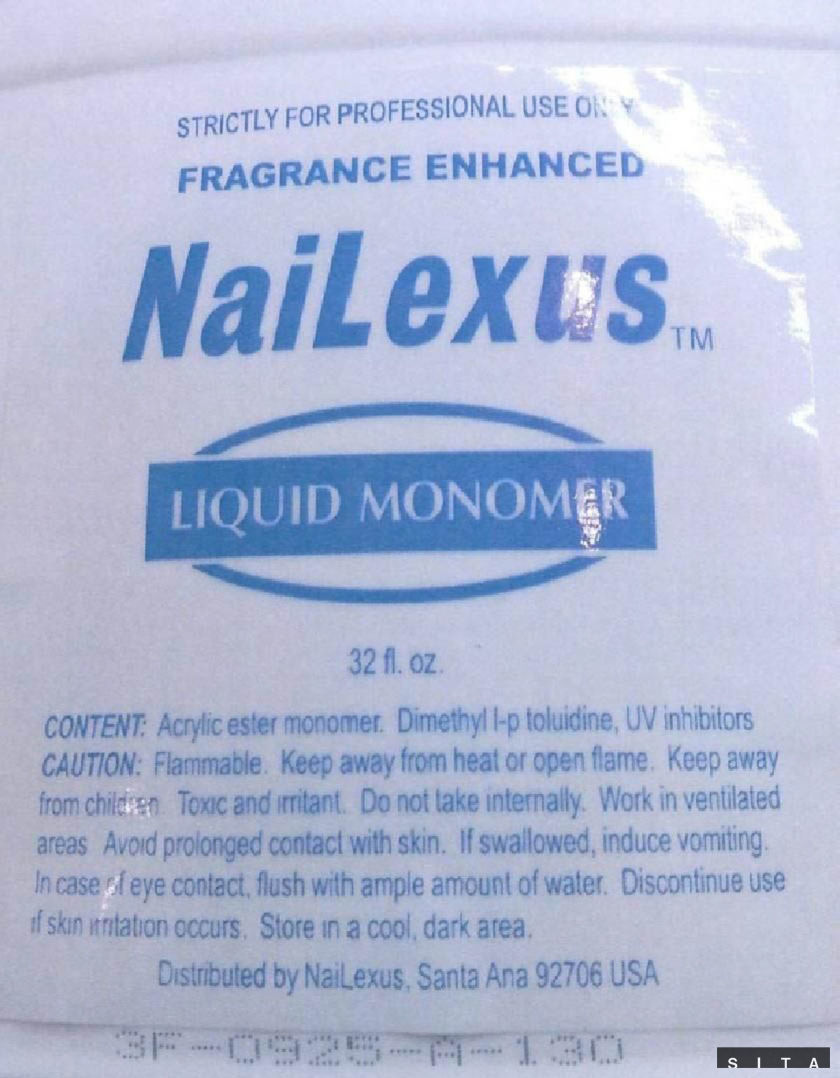 STRICTLY FOR PROFESSIONAL USE ONLY
FRAGRANCE ENHANCED
NaiLexus TM
LIQUID MONOMER
32 fl. oz.
CONTENT: Acrylic ester monomer. Dimethyl l-p toluidine, UV inhibitors
CAUTION: Flammable. Keep away from heat or open flame. Keep away
from children. Toxic and irritant. Do not take internally. Work in ventilated
areas Avoid prolonged contact with skin. If swallowed, induce vomiting.
In case of eye contact, flush with ample amount of water. Discontinue use
if skin irritation occurs. Store in a cool, dark area.
Distributed by NaiLexus, Santa Ana 92706 USA
3F-0925-A-130
SITA